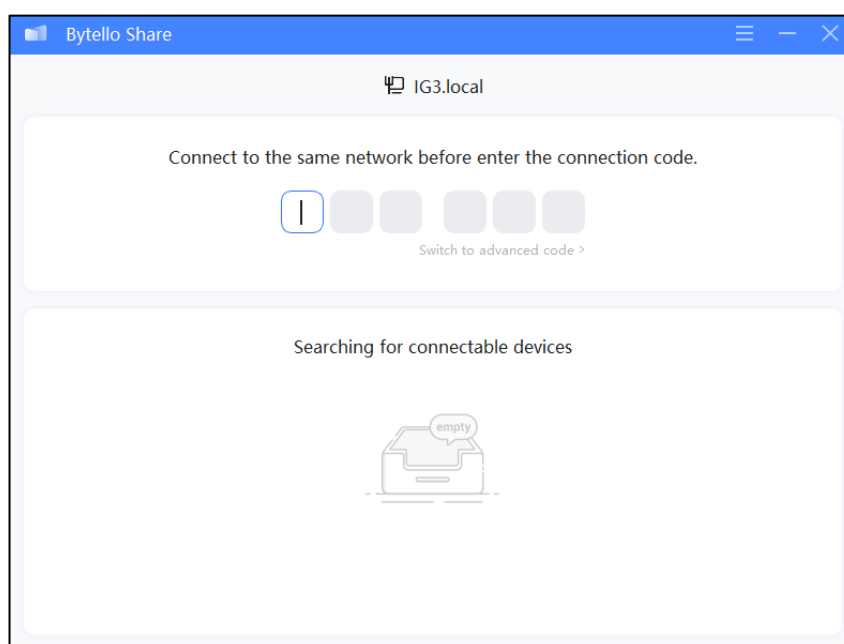 Bytello Share
IG3.local
Connect to the same network before enter the connection code.
Switch to advanced code >
Searching for connectable devices
empty